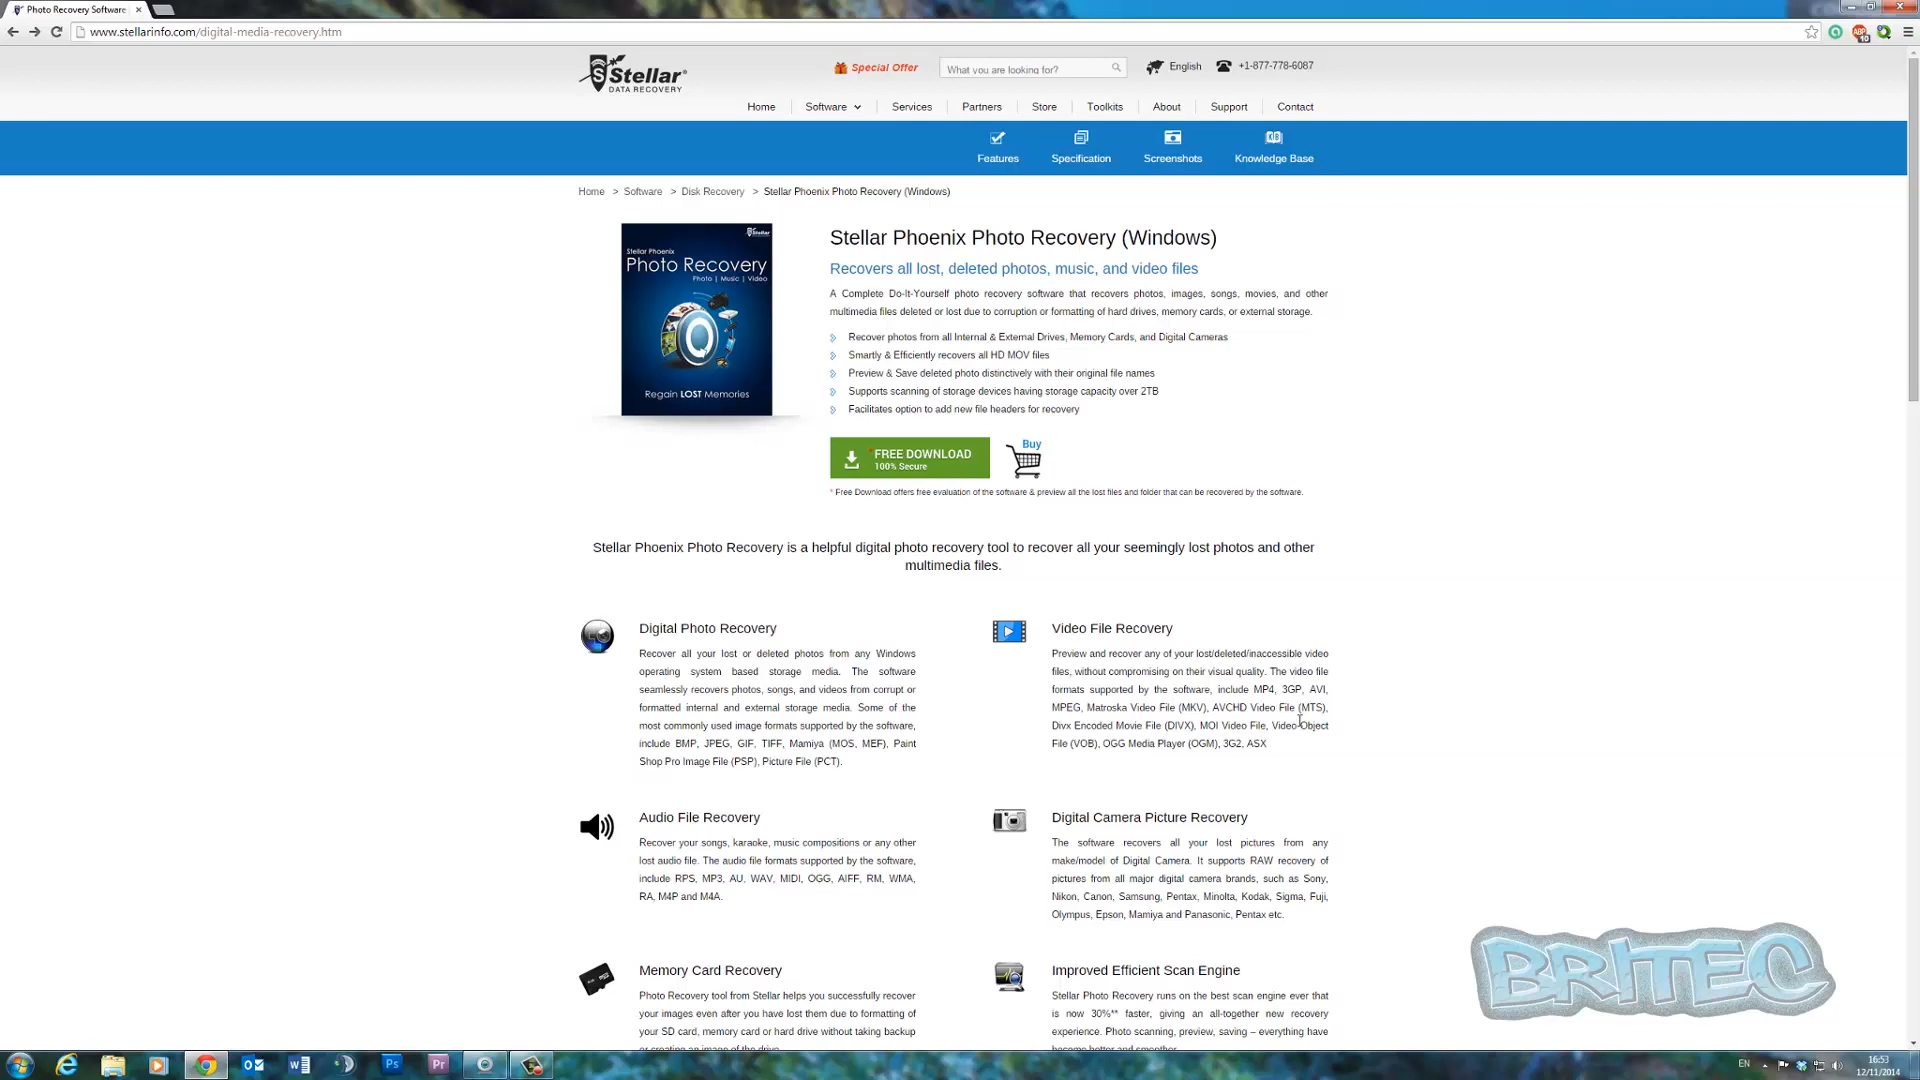 Photo Recovery Software
www.stellarinfo.com/digital-media-recovery.htm
Stellar
DATA RECOVERY
Special Offer
What you are looking for?
English
+1-877-778-6087
Home
Software
Services
Partners
Store
Toolkits
About
Support
Contact
Features
Specification
Screenshots
Knowledge Base
Home > Software > Disk Recovery > Stellar Phoenix Photo Recovery (Windows)
Stellar
Stellar Phoenix
Photo Recovery
Photo | Music | Video
Regain LOST Memories
Stellar Phoenix Photo Recovery (Windows)
Recovers all lost, deleted photos, music, and video files
A Complete Do-It-Yourself photo recovery software that recovers photos, images, songs, movies, and other
multimedia files deleted or lost due to corruption or formatting of hard drives, memory cards, or external storage.
Recover photos from all Internal & External Drives, Memory Cards, and Digital Cameras
Smartly & Efficiently recovers all HD MOV files
Preview & Save deleted photo distinctively with their original file names
Supports scanning of storage devices having storage capacity over 2TB
Facilitates option to add new file headers for recovery
* FREE DOWNLOAD
100% Secure
Buy
* Free Download offers free evaluation of the software & preview all the lost files and folder that can be recovered by the software.
Stellar Phoenix Photo Recovery is a helpful digital photo recovery tool to recover all your seemingly lost photos and other
multimedia files.
Digital Photo Recovery
Recover all your lost or deleted photos from any Windows
operating system based storage media. The software
seamlessly recovers photos, songs, and videos from corrupt or
formatted internal and external storage media. Some of the
most commonly used image formats supported by the software,
include BMP, JPEG, GIF, TIFF, Mamiya (MOS, MEF), Paint
Shop Pro Image File (PSP), Picture File (PCT).
Video File Recovery
Preview and recover any of your lost/deleted/inaccessible video
files, without compromising on their visual quality. The video file
formats supported by the software, include MP4, 3GP, AVI,
MPEG, Matroska Video File (MKV), AVCHD Video File (MTS),
Divx Encoded Movie File (DIVX), MOI Video File, Video Object
File (VOB), OGG Media Player (OGM), 3G2, ASX
Audio File Recovery
Recover your songs, karaoke, music compositions or any other
lost audio file. The audio file formats supported by the software,
include RPS, MP3, AU, WAV, MIDI, OGG, AIFF, RM, WMA,
RA, M4P and M4A.
Digital Camera Picture Recovery
The software recovers all your lost pictures from any
make/model of Digital Camera. It supports RAW recovery of
pictures from all major digital camera brands, such as Sony,
Nikon, Canon, Samsung, Pentax, Minolta, Kodak, Sigma, Fuji,
Olympus, Epson, Mamiya and Panasonic, Pentax etc.
Memory Card Recovery
Photo Recovery tool from Stellar helps you successfully recover
your images even after you have lost them due to formatting of
your SD card, memory card or hard drive without taking backup
or creating an image of the drive.
Improved Efficient Scan Engine
Stellar Photo Recovery runs on the best scan engine ever that
is now 30%** faster, giving an all-together new recovery
experience. Photo scanning, preview, saving – everything have
become better and smoother.
BRITEC
Ps
Pr
EN
16:53
12/11/2014